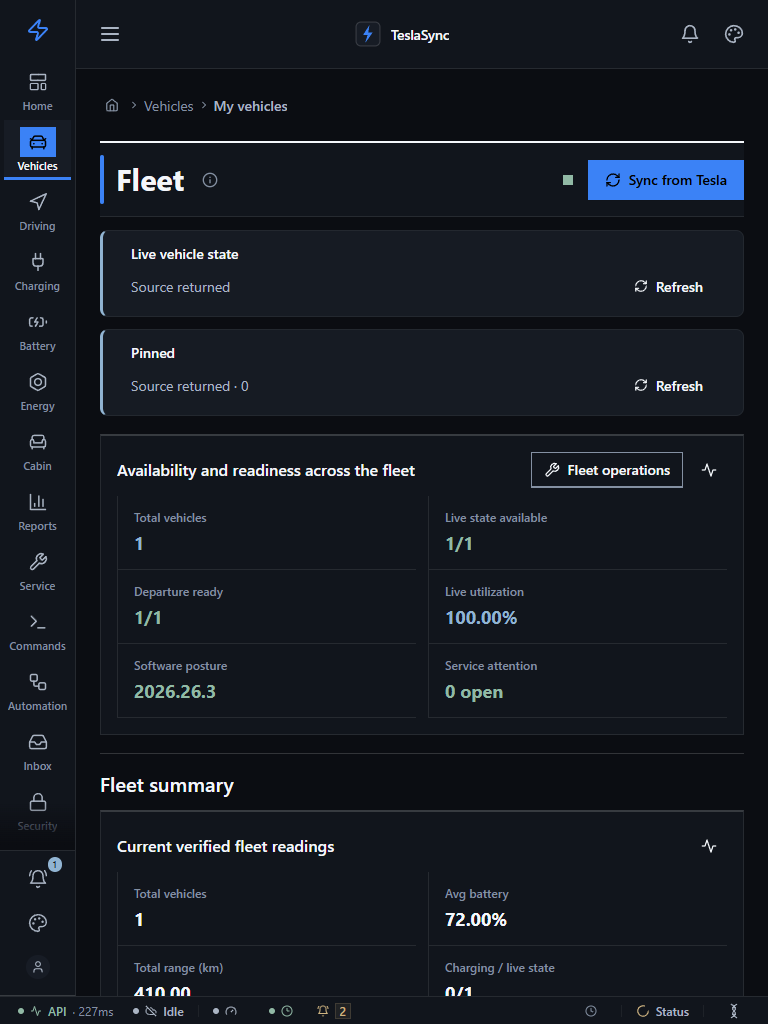 TeslaSync
Home
Vehicles
Driving
Charging
Battery
Energy
Cabin
Reports
Service
Commands
Automation
Inbox
Security
1
Vehicles
My vehicles
Fleet
Sync from Tesla
Live vehicle state
Source returned
Refresh
Pinned
Source returned · 0
Refresh
Availability and readiness across the fleet
Fleet operations
Total vehicles
1
Live state available
1/1
Departure ready
1/1
Live utilization
100.00%
Software posture
2026.26.3
Service attention
0 open
Fleet summary
Current verified fleet readings
Total vehicles
1
Avg battery
72.00%
Total range (km)
410.00
Charging / live state
0/1
API · 227ms
Idle
2
Status